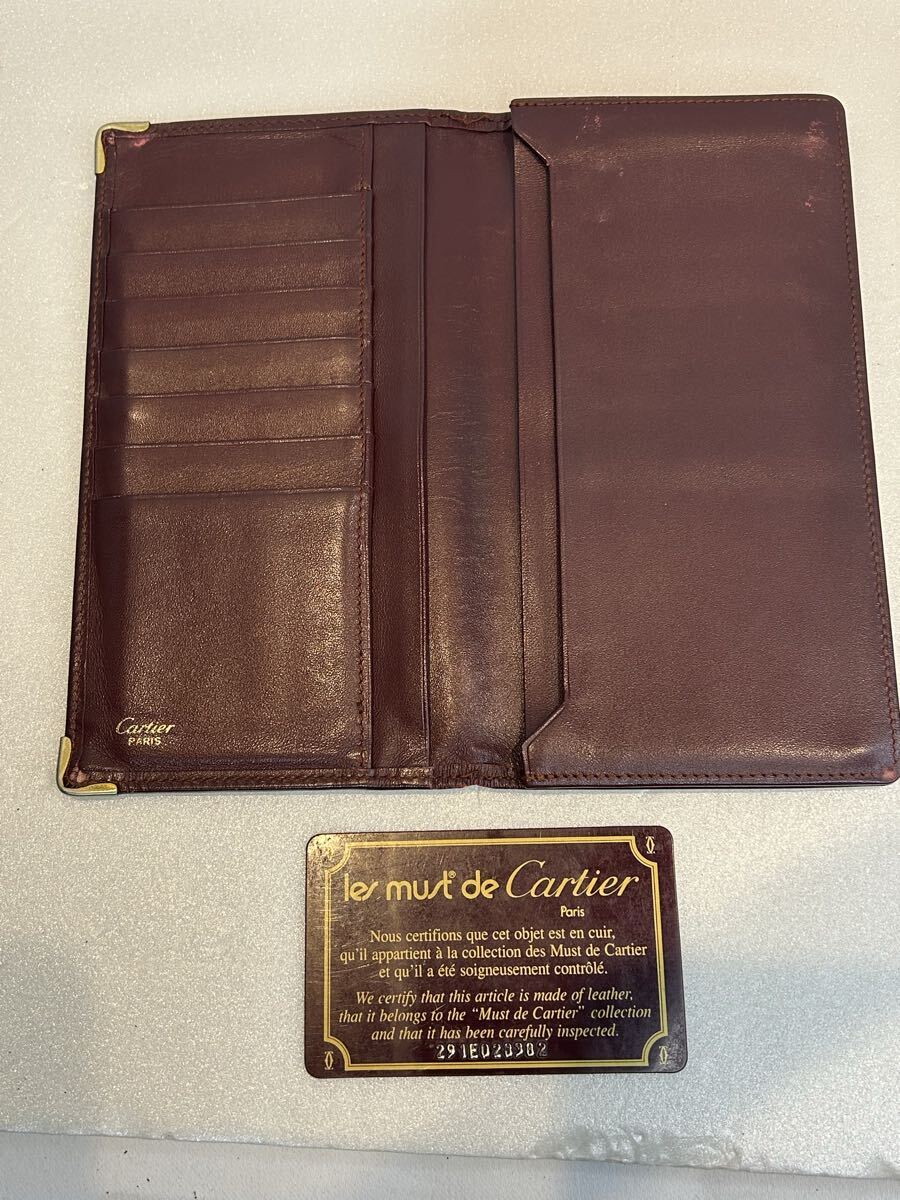 Cartier
PARIS
les must® de Cartier
Paris
Nous certifions que cet objet est en cuir,
qu'il appartient à la collection des Must de Cartier
et qu'il a été soigneusement contrôlé.
We certify that this article is made of leather,
that it belongs to the "Must de Cartier" collection
and that it has been carefully inspected.
291E023902